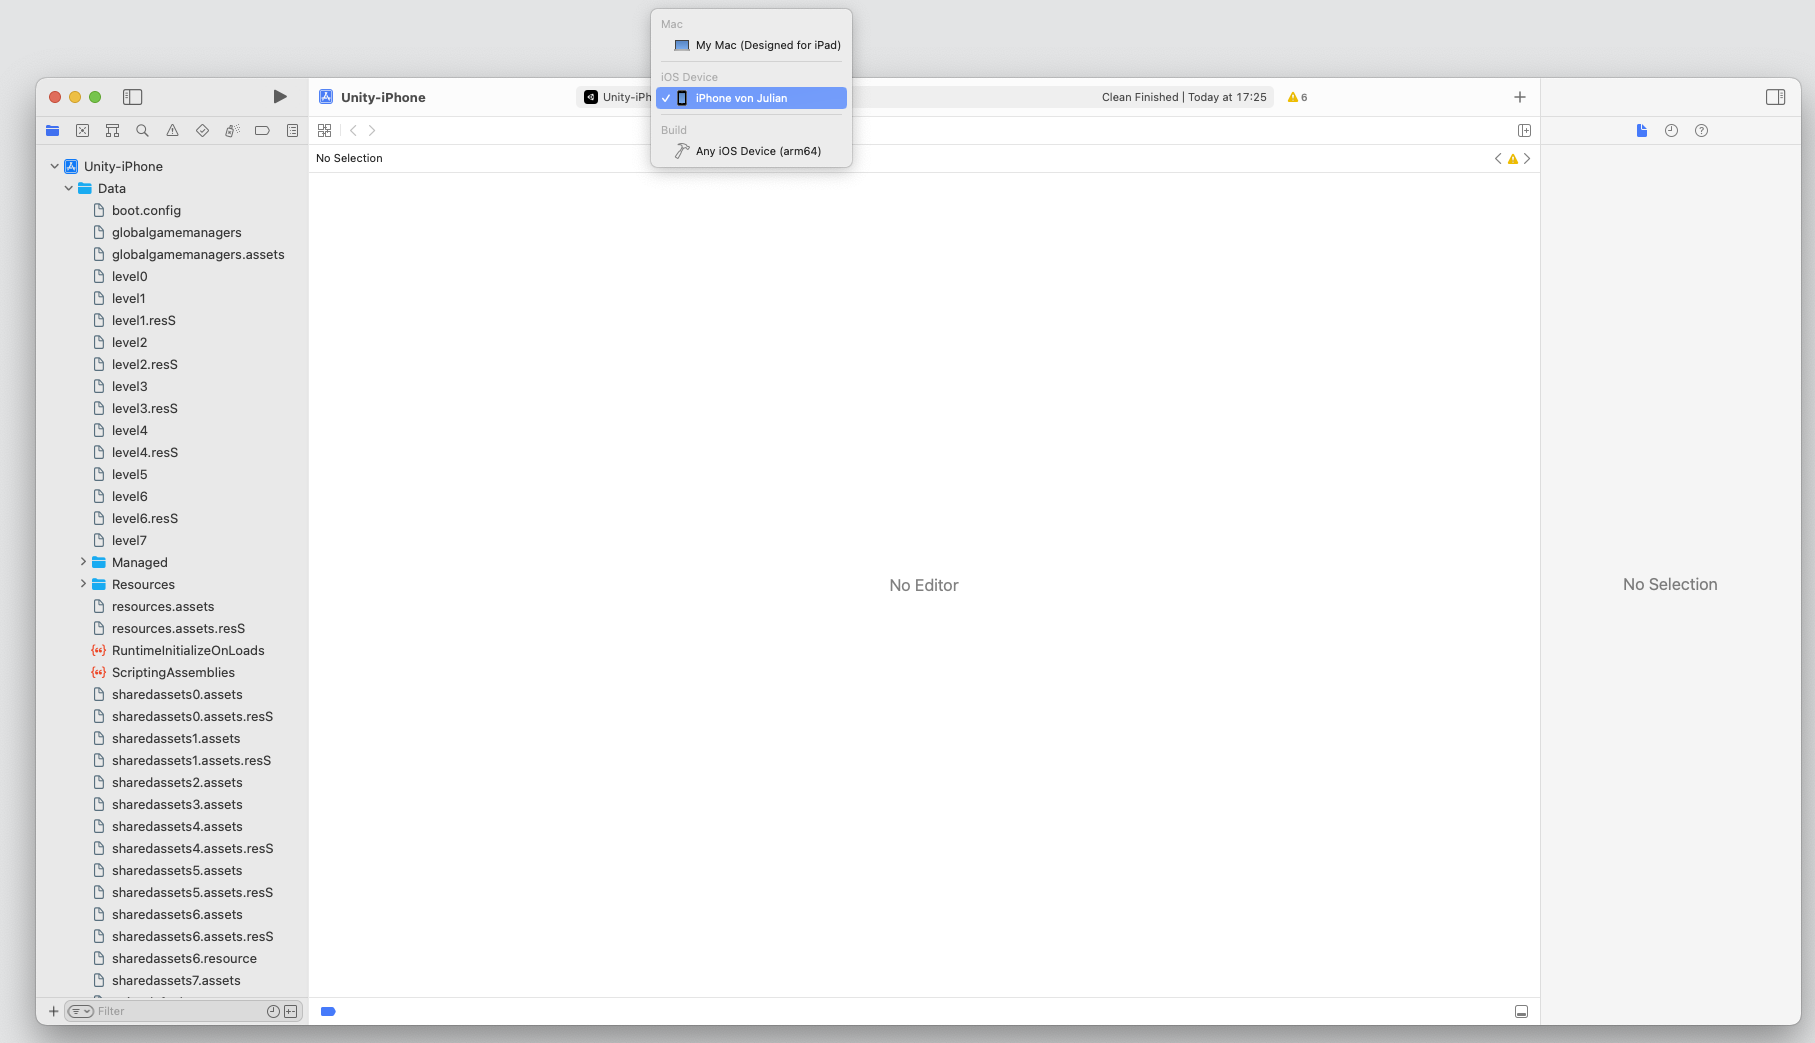 Mac
My Mac (Designed for iPad)
iOS Device
iPhone von Julian
Build
Any iOS Device (arm64)
Unity-iPhone
Unity-iPh
Clean Finished | Today at 17:25
6
No Selection
Unity-iPhone
Data
boot.config
globalgamemanagers
globalgamemanagers.assets
level0
level1
level1.resS
level2
level2.resS
level3
level3.resS
level4
level4.resS
level5
level6
level6.resS
level7
Managed
Resources
resources.assets
resources.assets.resS
RuntimeInitializeOnLoads
ScriptingAssemblies
sharedassets0.assets
sharedassets0.assets.resS
sharedassets1.assets
sharedassets1.assets.resS
sharedassets2.assets
sharedassets3.assets
sharedassets4.assets
sharedassets4.assets.resS
sharedassets5.assets
sharedassets5.assets.resS
sharedassets6.assets
sharedassets6.assets.resS
sharedassets6.resource
sharedassets7.assets
Filter
No Editor
No Selection